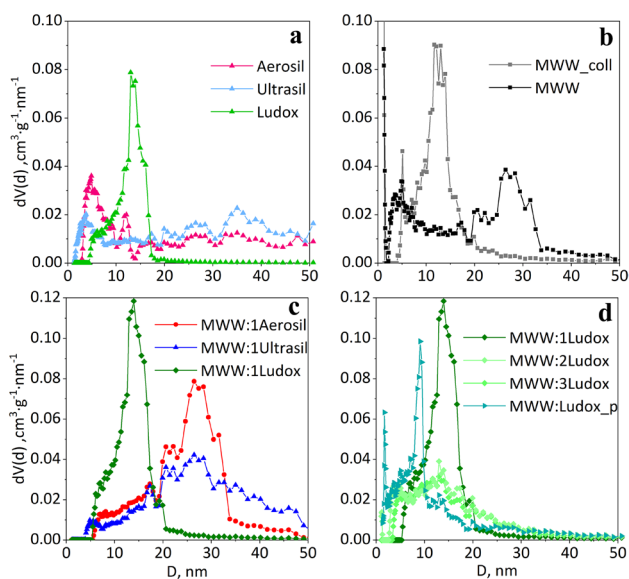 a
Aerosil
Ultrasil
Ludox
dV(d) ,cm³·g⁻¹·nm⁻¹
0.10
0.08
0.06
0.04
0.02
0.00
0 10 20 30 40 50
b
MWW_coll
MWW
0.10
0.08
0.06
0.04
0.02
0.00
0 10 20 30 40 50
c
MWW:1Aerosil
MWW:1Ultrasil
MWW:1Ludox
dV(d) ,cm³·g⁻¹·nm⁻¹
0.12
0.10
0.08
0.06
0.04
0.02
0.00
0 10 20 30 40 50
D, nm
d
MWW:1Ludox
MWW:2Ludox
MWW:3Ludox
MWW:Ludox_p
0.12
0.10
0.08
0.06
0.04
0.02
0.00
0 10 20 30 40 50
D, nm